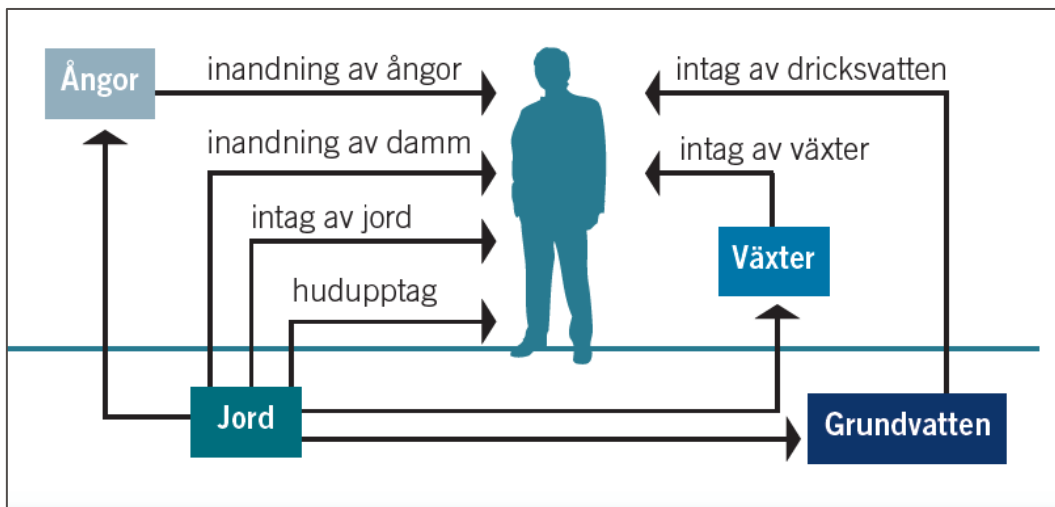 Ångor
inandning av ångor
intag av dricksvatten
inandning av damm
intag av växter
intag av jord
Växter
hudupptag
Jord
Grundvatten